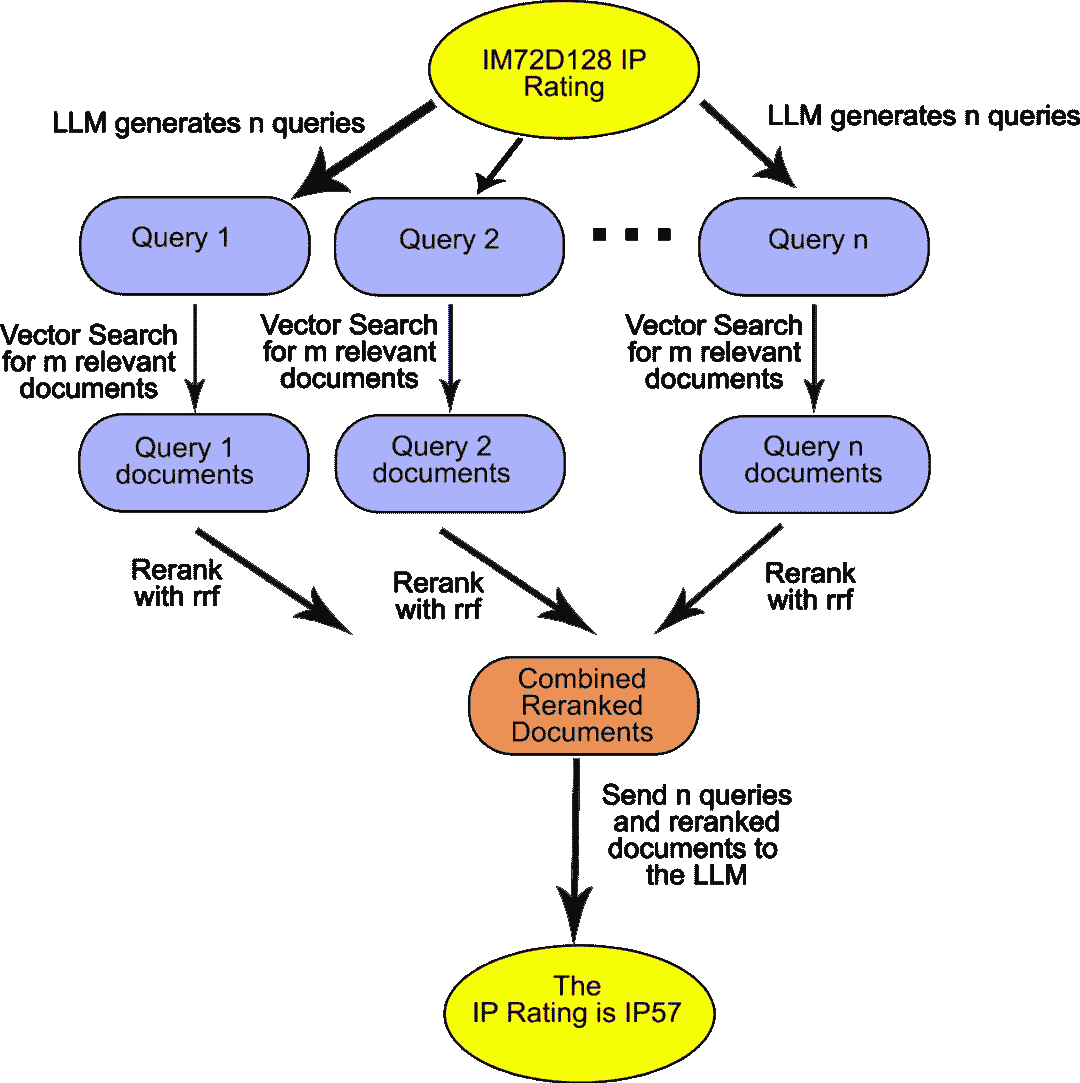 IM72D128 IP
Rating
LLM generates n queries
LLM generates n queries
Query 1
Query 2
Query n
Vector Search
for m relevant
documents
Vector Search
for m relevant
documents
Vector Search
for m relevant
documents
Query 1
documents
Query 2
documents
Query n
documents
Rerank
with rrf
Rerank
with rrf
Rerank
with rrf
Combined
Reranked
Documents
Send n queries
and reranked
documents to
the LLM
The
IP Rating is IP57